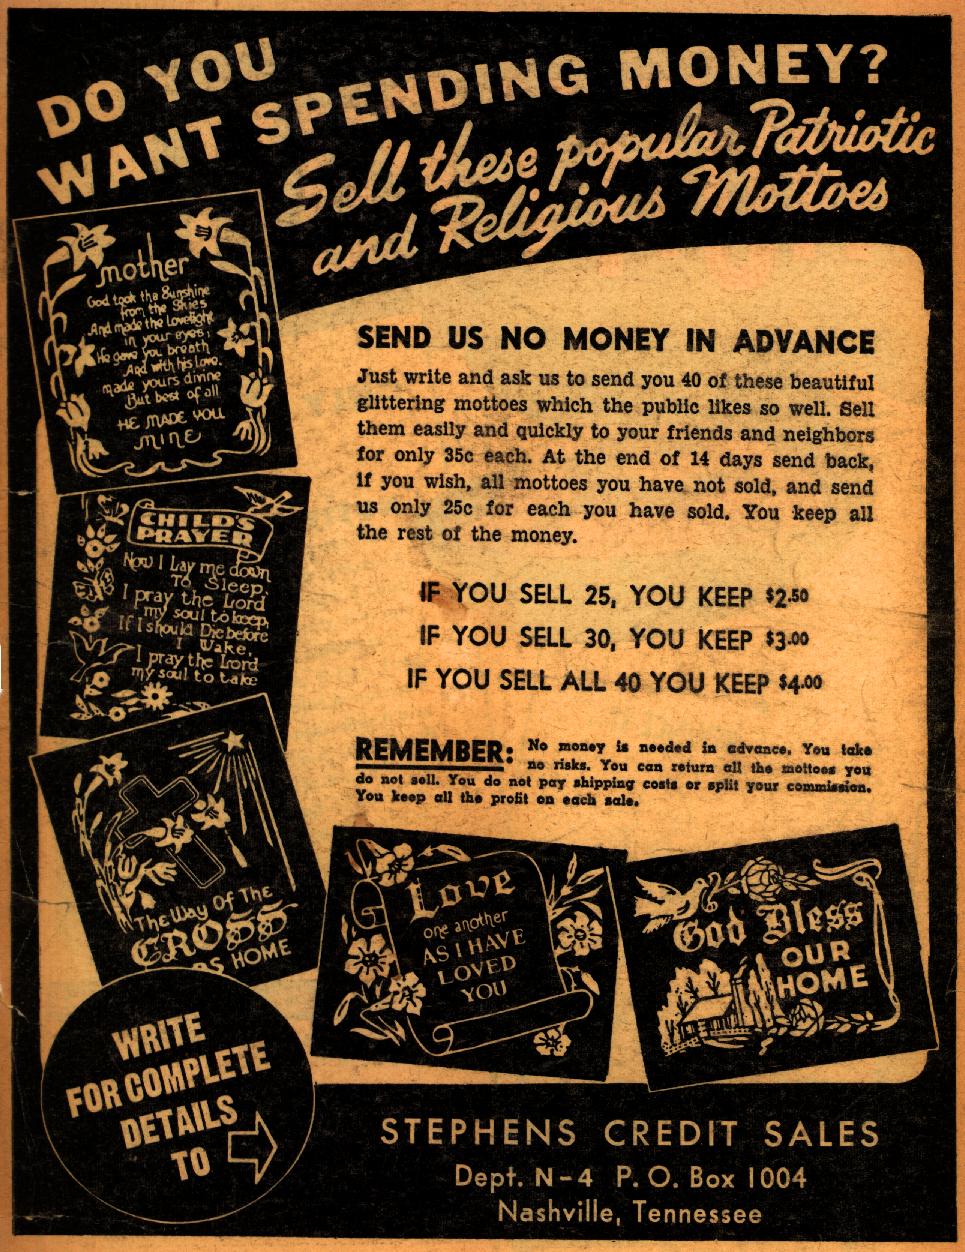 DO YOU
WANT SPENDING MONEY?
Sell these popular Patriotic
and Religious Mottoes
mother
God took the Sunshine
from the Skies
And made the Lovelight
in your eyes;
He gave you breath
And with his Love,
made yours divine
But best of all
HE MADE YOU
MINE
SEND US NO MONEY IN ADVANCE
Just write and ask us to send you 40 of these beautiful
glittering mottoes which the public likes so well. Sell
them easily and quickly to your friends and neighbors
for only 35c each. At the end of 14 days send back,
if you wish, all mottoes you have not sold, and send
us only 25c for each you have sold. You keep all
the rest of the money.
CHILD'S
PRAYER
Now I Lay me down
To Sleep,
I pray the Lord
my soul to keep,
If I should Die before
I Wake,
I pray the Lord
my soul to take
IF YOU SELL 25, YOU KEEP $2.50
IF YOU SELL 30, YOU KEEP $3.00
IF YOU SELL ALL 40 YOU KEEP $4.00
REMEMBER: No money is needed in advance. You take
no risks. You can return all the mottoes you
do not sell. You do not pay shipping costs or split your commission.
You keep all the profit on each sale.
The Way Of The
CROSS
DS HOME
Love
one another
AS I HAVE
LOVED
YOU
God Bless
OUR
HOME
WRITE
FOR COMPLETE
DETAILS
TO
STEPHENS CREDIT SALES
Dept. N-4 P. O. Box 1004
Nashville, Tennessee